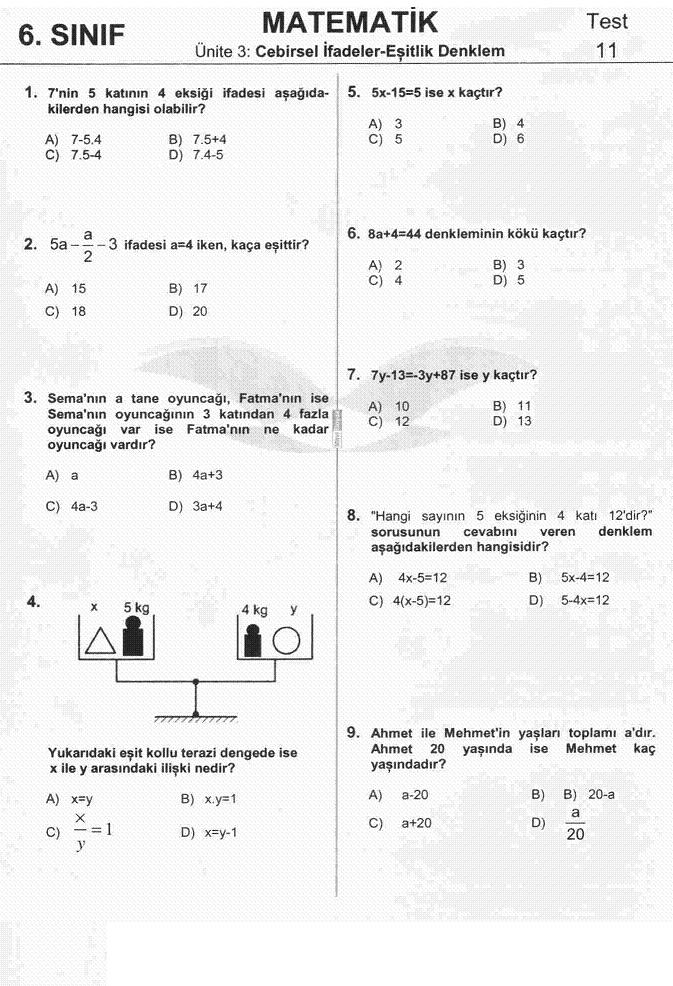 6. SINIF
MATEMATİK
Test
Ünite 3: Cebirsel İfadeler-Eşitlik Denklem
11
1. 7'nin 5 katının 4 eksiği ifadesi aşağıda-
kilerden hangisi olabilir?
A) 7-5.4 B) 7.5+4
C) 7.5-4 D) 7.4-5
2. 5a - a/2 - 3 ifadesi a=4 iken, kaça eşittir?
A) 15 B) 17
C) 18 D) 20
3. Sema'nın a tane oyuncağı, Fatma'nın ise
Sema'nın oyuncağının 3 katından 4 fazla
oyuncağı var ise Fatma'nın ne kadar
oyuncağı vardır?
A) a B) 4a+3
C) 4a-3 D) 3a+4
4.
x 5 kg 4 kg y
Yukarıdaki eşit kollu terazi dengede ise
x ile y arasındaki ilişki nedir?
A) x=y B) x.y=1
C) x/y = 1 D) x=y-1
5. 5x-15=5 ise x kaçtır?
A) 3 B) 4
C) 5 D) 6
6. 8a+4=44 denkleminin kökü kaçtır?
A) 2 B) 3
C) 4 D) 5
7. 7y-13=-3y+87 ise y kaçtır?
A) 10 B) 11
C) 12 D) 13
8. "Hangi sayının 5 eksiğinin 4 katı 12'dir?"
sorusunun cevabını veren denklem
aşağıdakilerden hangisidir?
A) 4x-5=12 B) 5x-4=12
C) 4(x-5)=12 D) 5-4x=12
9. Ahmet ile Mehmet'in yaşları toplamı a'dır.
Ahmet 20 yaşında ise Mehmet kaç
yaşındadır?
A) a-20 B) B) 20-a
C) a+20 D) a/20